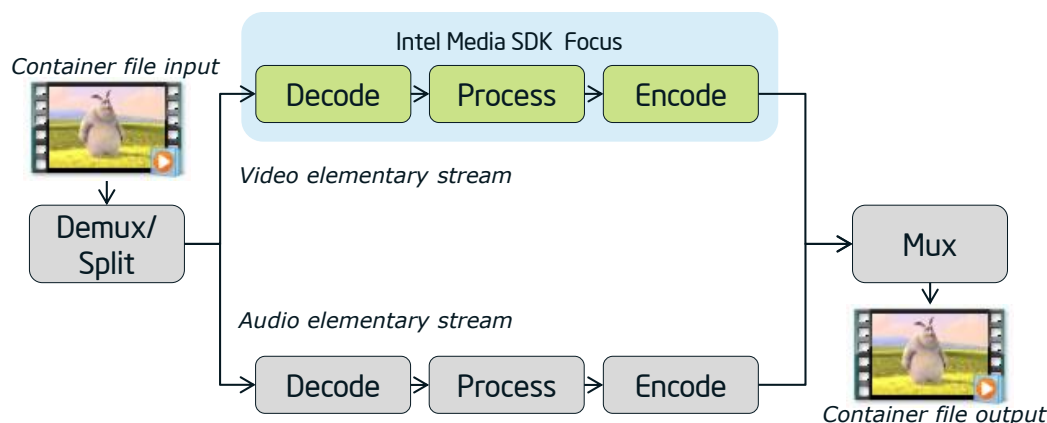 Intel Media SDK Focus
Container file input
Decode
Process
Encode
Video elementary stream
Demux/
Split
Mux
Audio elementary stream
Decode
Process
Encode
Container file output